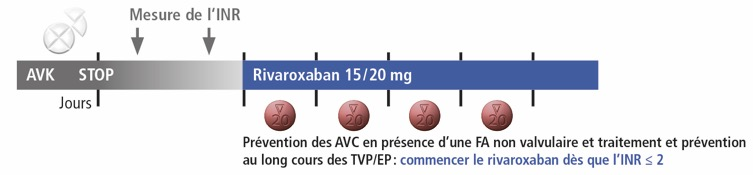 Mesure de l’INR
AVK STOP
Rivaroxaban 15/20 mg
Jours
20 20 20 20
Prévention des AVC en présence d’une FA non valvulaire et traitement et prévention
au long cours des TVP/EP : commencer le rivaroxaban dès que l’INR ≤ 2